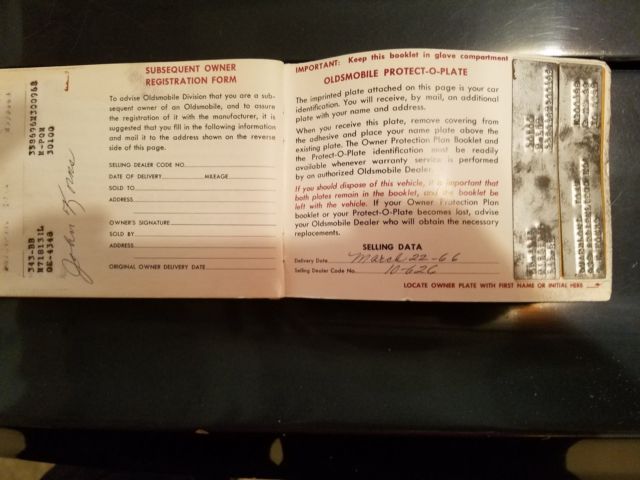 343-BB
N718131L
OE-4348
359696M300968
M-PON
30100
John
SUBSEQUENT OWNER
REGISTRATION FORM
To advise Oldsmobile Division that you are a sub-
sequent owner of an Oldsmobile, and to assure
the registration of it with the manufacturer, it is
suggested that you fill in the following information
and mail it to the address shown on the reverse
side of this page.
SELLING DEALER CODE NO.
DATE OF DELIVERY MILEAGE
SOLD TO
ADDRESS
OWNER'S SIGNATURE
SOLD BY
ADDRESS
ORIGINAL OWNER DELIVERY DATE
IMPORTANT: Keep this booklet in glove compartment
OLDSMOBILE PROTECT-O-PLATE
The imprinted plate attached on this page is your car
identification. You will receive, by mail, an additional
plate with your name and address.
When you receive this plate, remove covering from
the adhesive and place your name plate above the
existing plate. The Owner Protection Plan Booklet and
the Protect-O-Plate identification must be readily
available whenever warranty service is performed
by an authorized Oldsmobile Dealer.
If you should dispose of this vehicle, it is important that
both plates remain in the booklet, and the booklet be
left with the vehicle. If your Owner Protection Plan
booklet or your Protect-O-Plate becomes lost, advise
your Oldsmobile Dealer who will obtain the necessary
replacements.
SELLING DATA
Delivery Date March-22-66
Selling Dealer Code No. 10-626
LOCATE OWNER PLATE WITH FIRST NAME OR INITIAL HERE